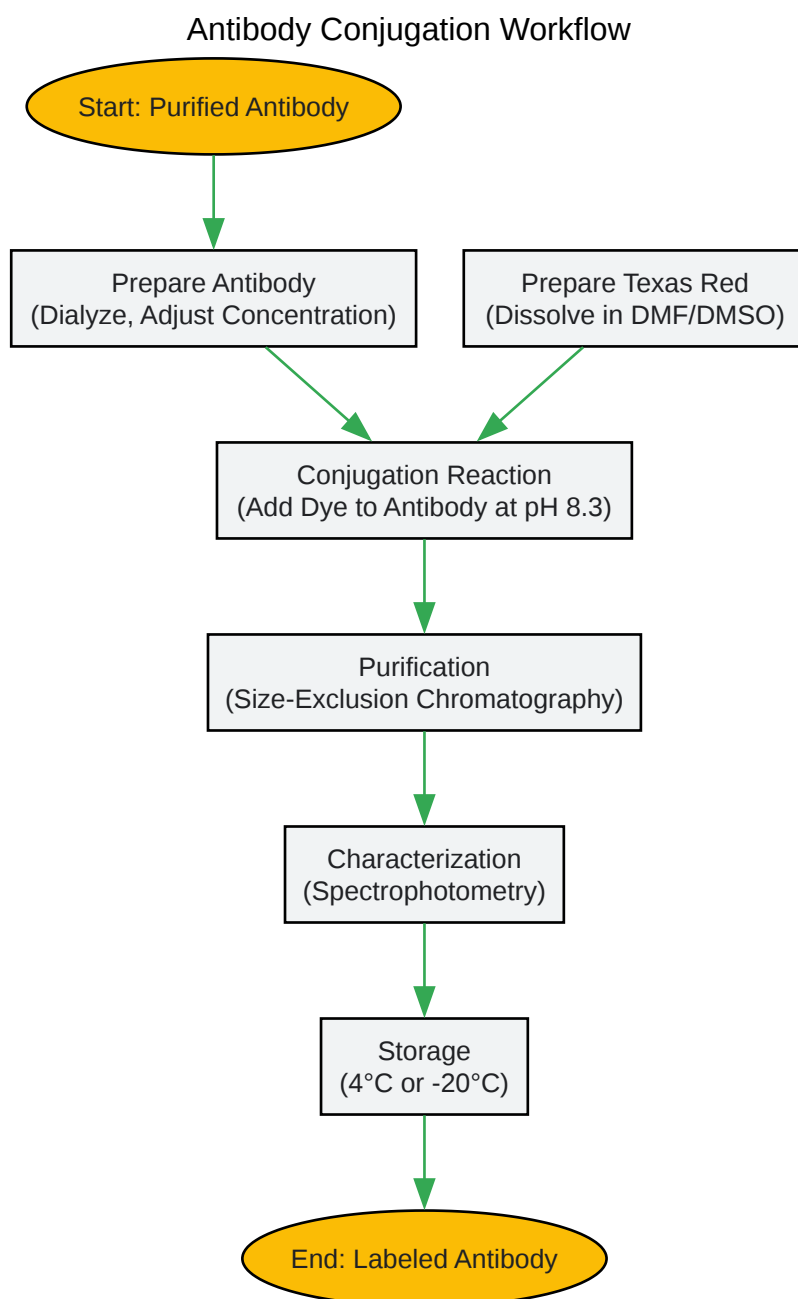 Antibody Conjugation Workflow
Start: Purified Antibody
Prepare Antibody
(Dialyze, Adjust Concentration)
Prepare Texas Red
(Dissolve in DMF/DMSO)
Conjugation Reaction
(Add Dye to Antibody at pH 8.3)
Purification
(Size-Exclusion Chromatography)
Characterization
(Spectrophotometry)
Storage
(4°C or -20°C)
End: Labeled Antibody